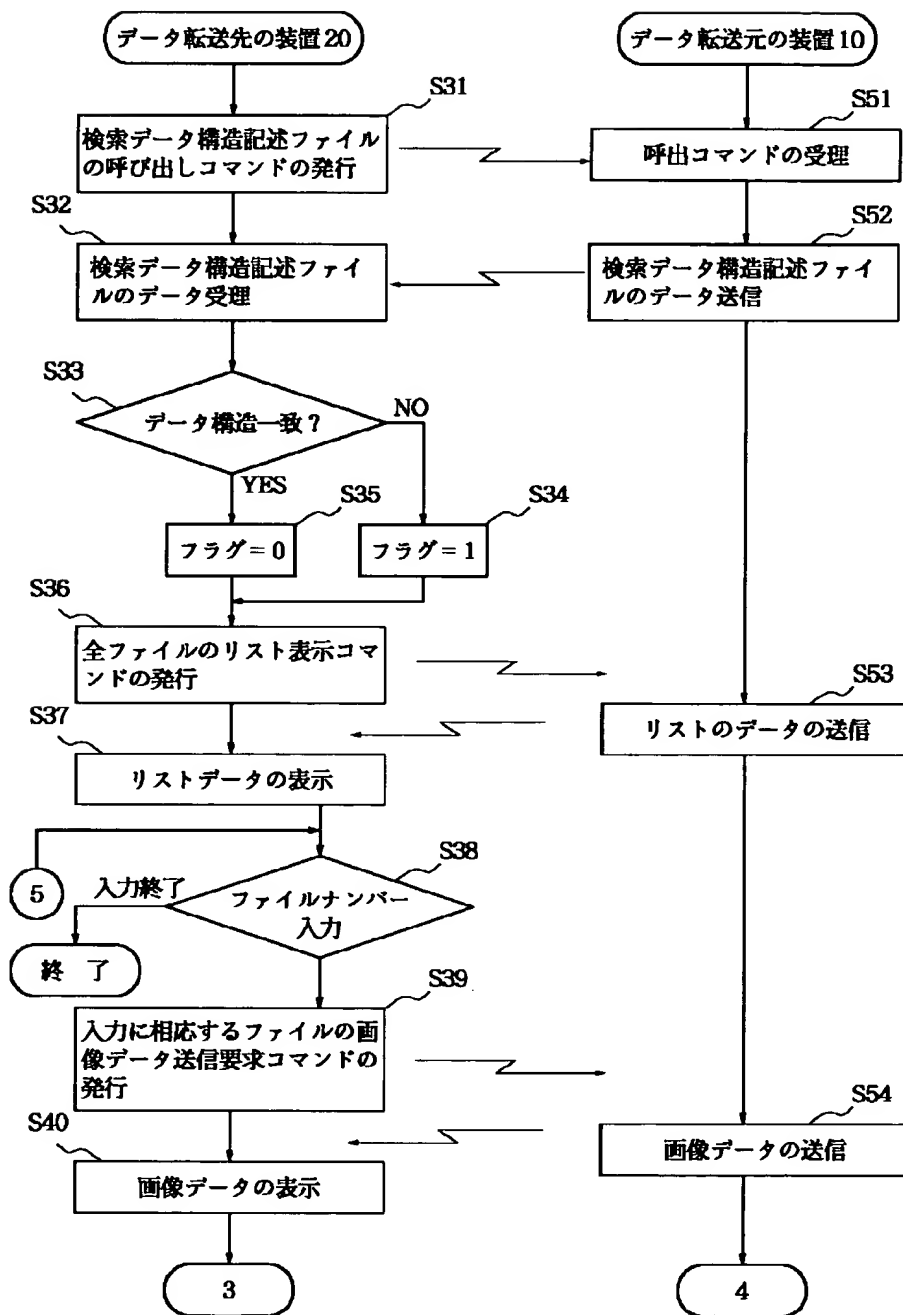 データ転送先の装置20
データ転送元の装置10
S31
検索データ構造記述ファイル
の呼び出しコマンドの発行
S51
呼出コマンドの受理
S32
検索データ構造記述ファイ
ルのデータ受理
S52
検索データ構造記述ファイ
ルのデータ送信
S33
データ構造一致?
NO
YES
S35
フラグ=0
S34
フラグ=1
S36
全ファイルのリスト表示コマ
ンドの発行
S53
リストのデータの送信
S37
リストデータの表示
5
S38
ファイルナンバー
入力
入力終了
終 了
S39
入力に相応するファイルの画
像データ送信要求コマンドの
発行
S54
画像データの送信
S40
画像データの表示
3
4